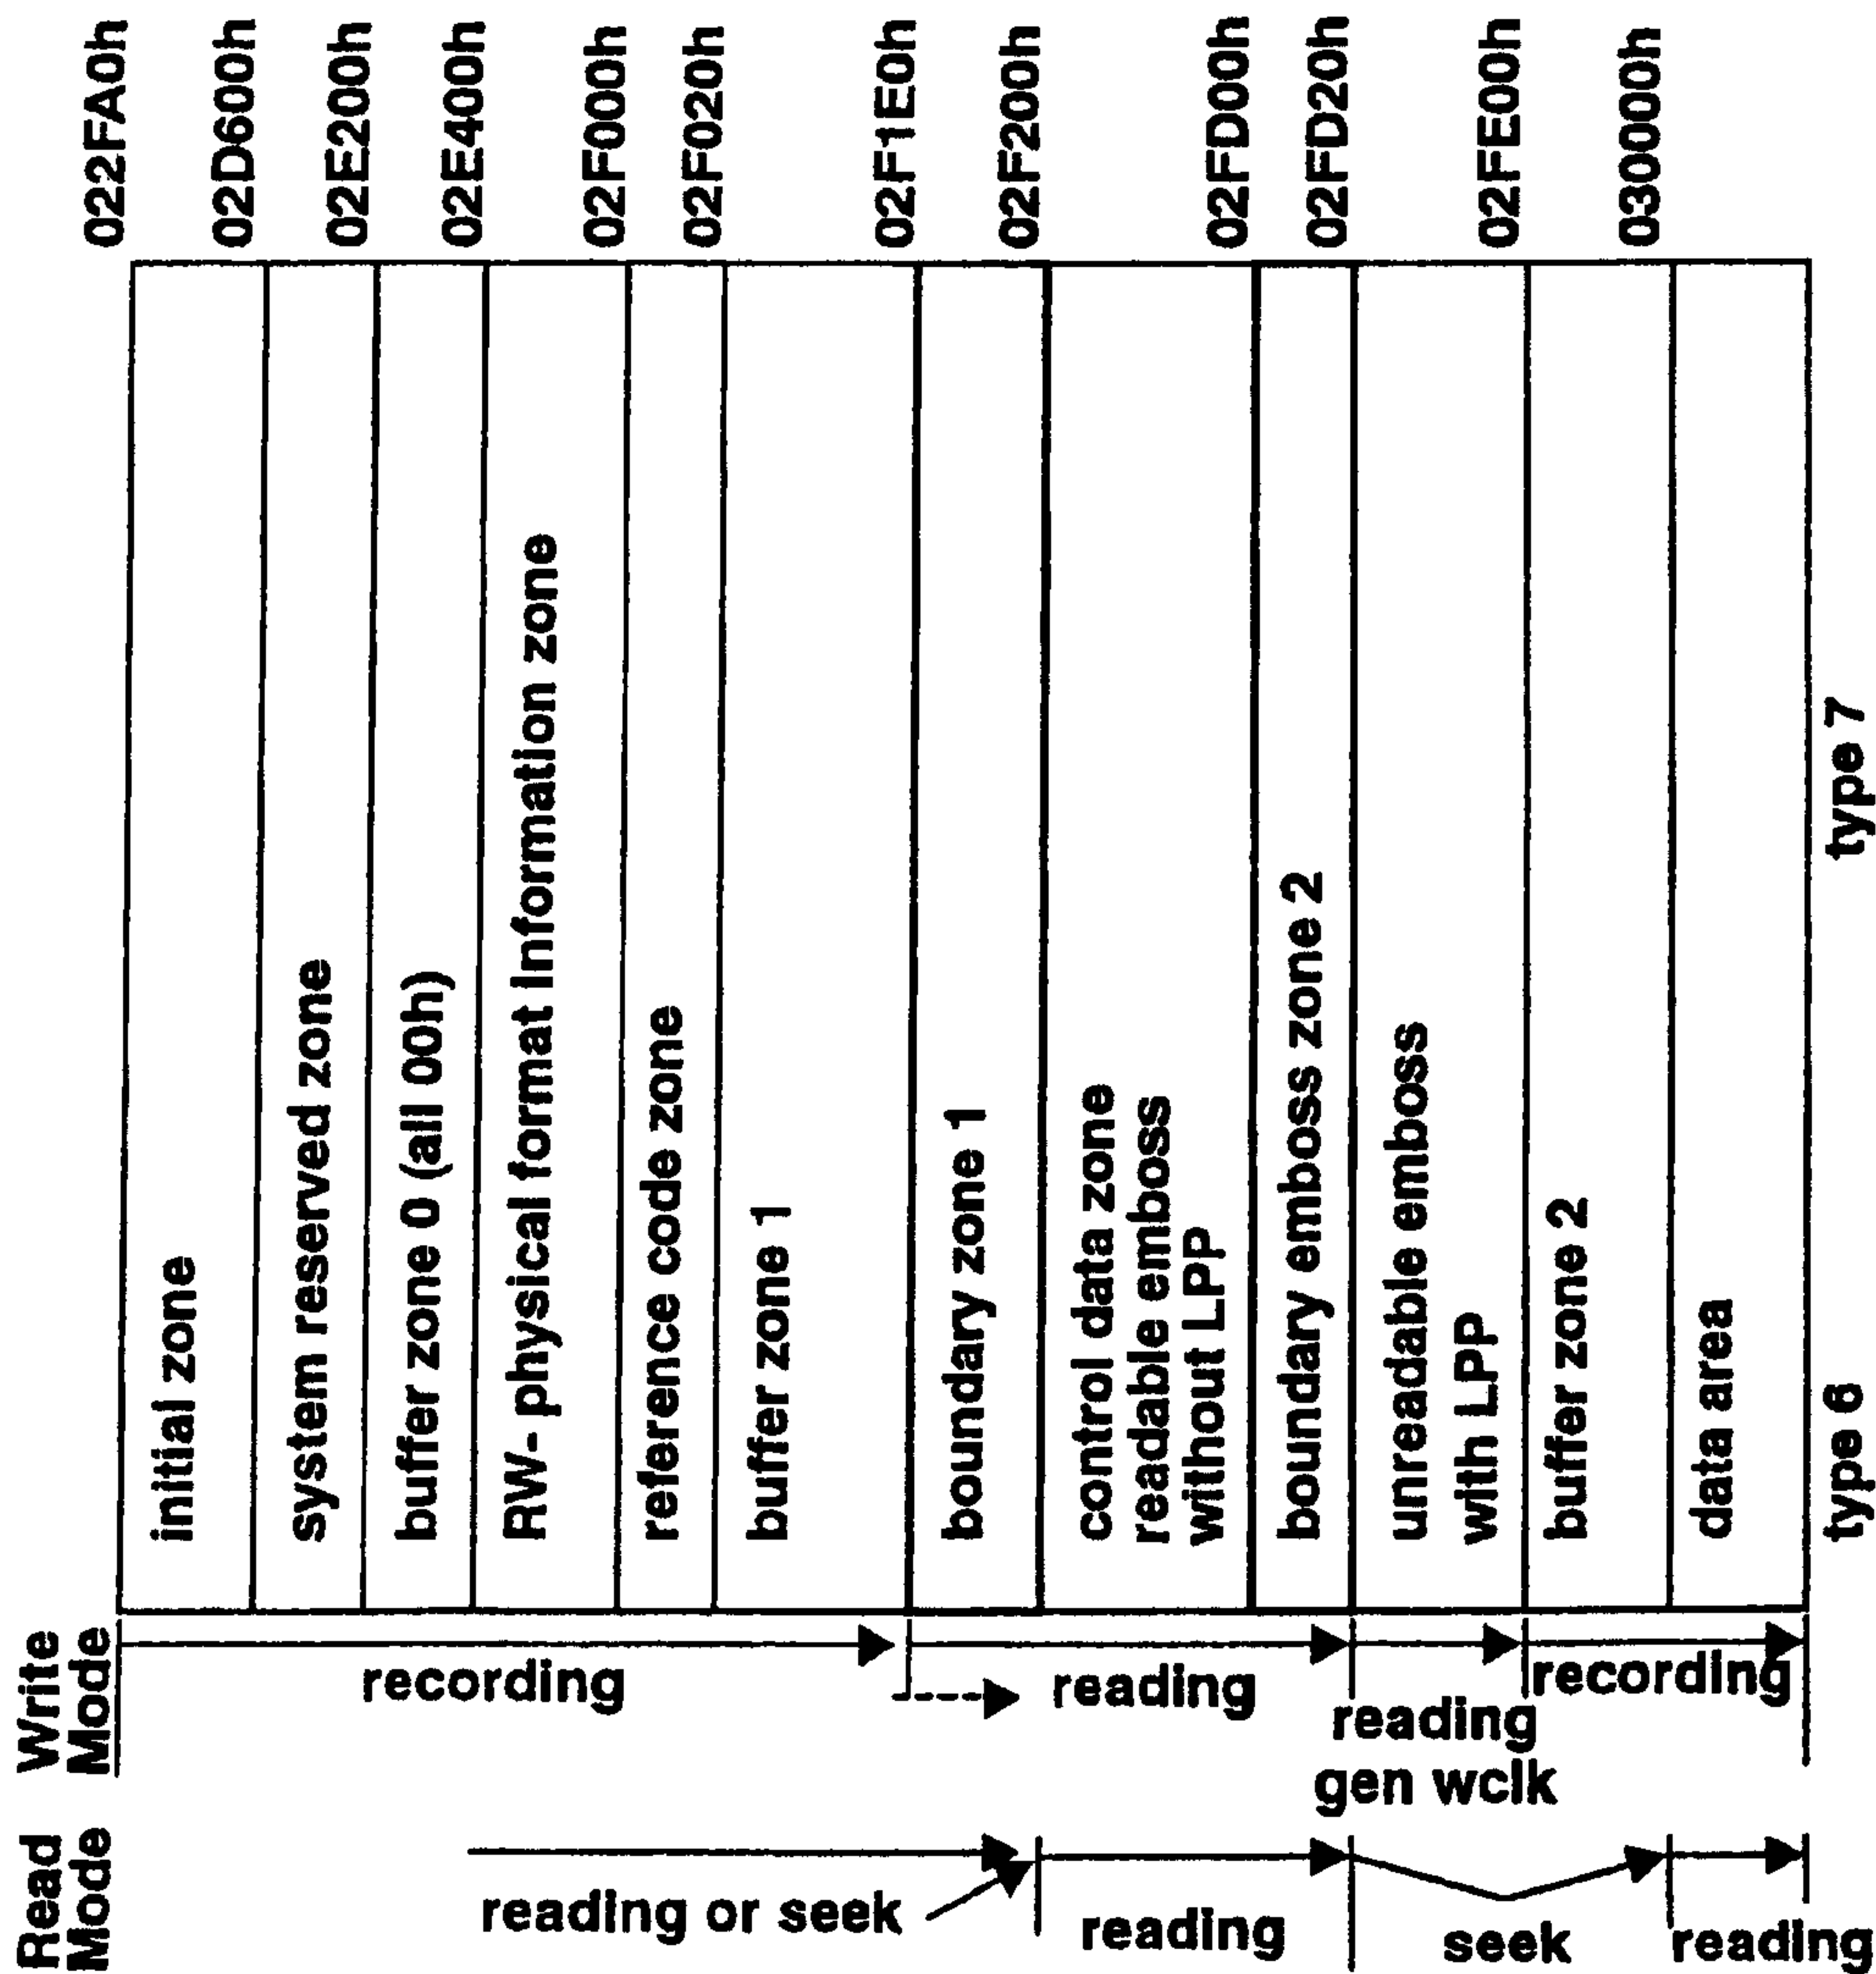 022FA0h
02D600h
02E200h
02E400h
02F000h
02F020h
02F1E0h
02F200h
02FD00h
02FD20h
02FE00h
030000h
initial zone
system reserved zone
buffer zone 0 (all 00h)
RW- physical format Information zone
reference code zone
buffer zone 1
boundary zone 1
control data zone
readable emboss
without LPP
boundary emboss zone 2
unreadable emboss
with LPP
buffer zone 2
data area
type 6
type 7
Write
Mode
recording
reading
reading
gen wclk
recording
Read
Mode
reading or seek
reading
seek
reading